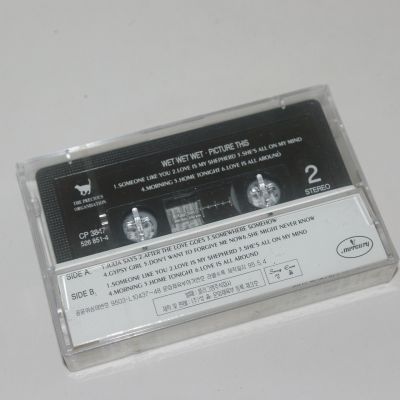 WET WET WET · PICTURE THIS
1.SOMEONE LIKE YOU 2.LOVE IS MY SHEPHERD 3.SHE'S ALL ON MY MIND
4.MORNING 5.HOME TONIGHT 6.LOVE IS ALL AROUND
THE PRECIOUS
ORGANISATION
CP 3847
526 851-4
2
STEREO
SIDE A.
1.JULIA SAYS 2.AFTER THE LOVE GOES 3.SOMEWHERE SOMEHOW
4.GYPSY GIRL 5.DON'T WANT TO FORGET ME NOW 6.SHE MIGHT NEVER KNOW
SIDE B.
1.SOMEONE LIKE YOU 2.LOVE IS MY SHEPHERD 3.SHE'S ALL ON MY MIND
4.MORNING 5.HOME TONIGHT 6.LOVE IS ALL AROUND
mercury
95.5.4